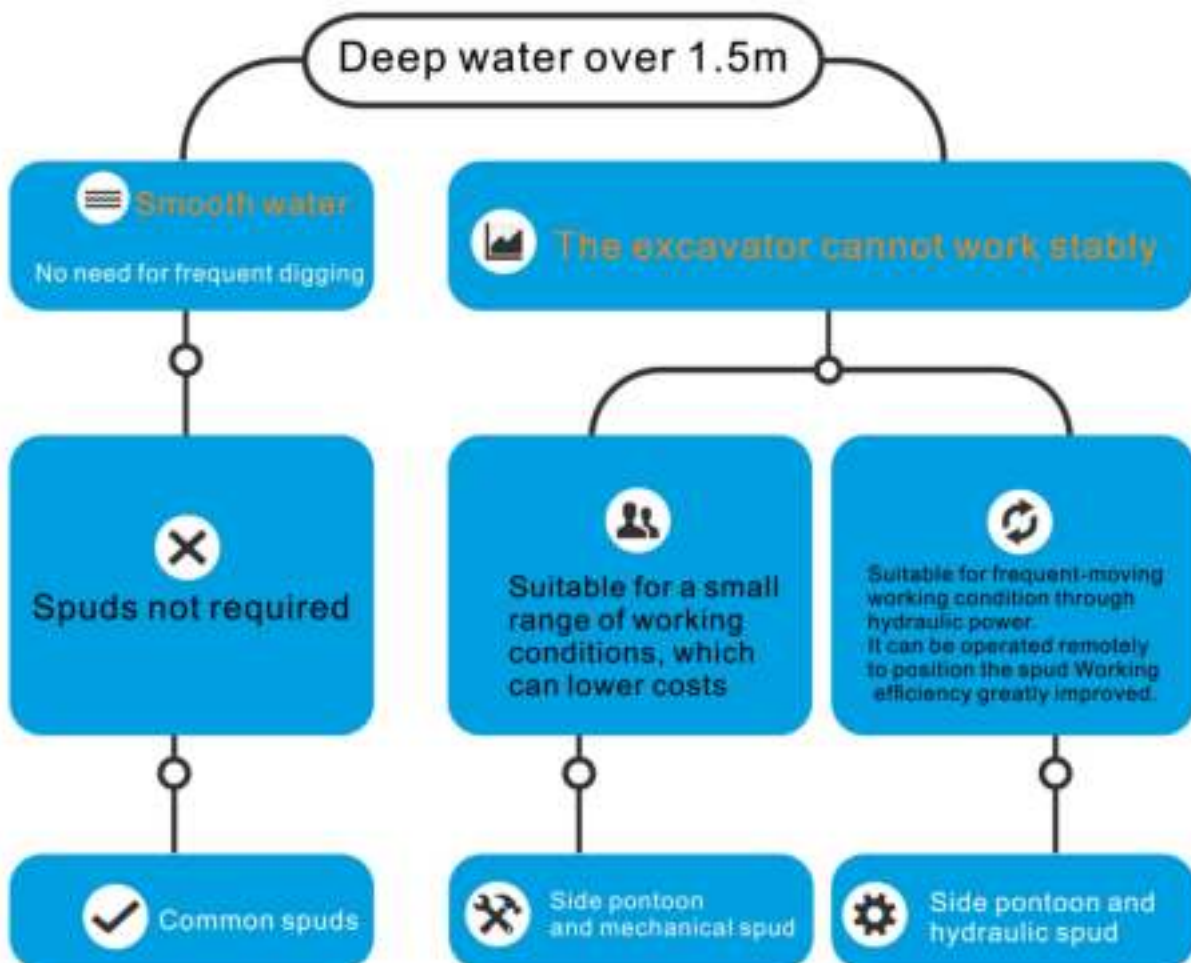 Deep water over 1.5m
Smooth water
No need for frequent digging
The excavator cannot work stably
Spuds not required
Suitable for a small
range of working
conditions, which
can lower costs
Suitable for frequent-moving
working condition through
hydraulic power.
It can be operated remotely
to position the spud Working
efficiency greatly improved.
Common spuds
Side pontoon
and mechanical spud
Side pontoon and
hydraulic spud